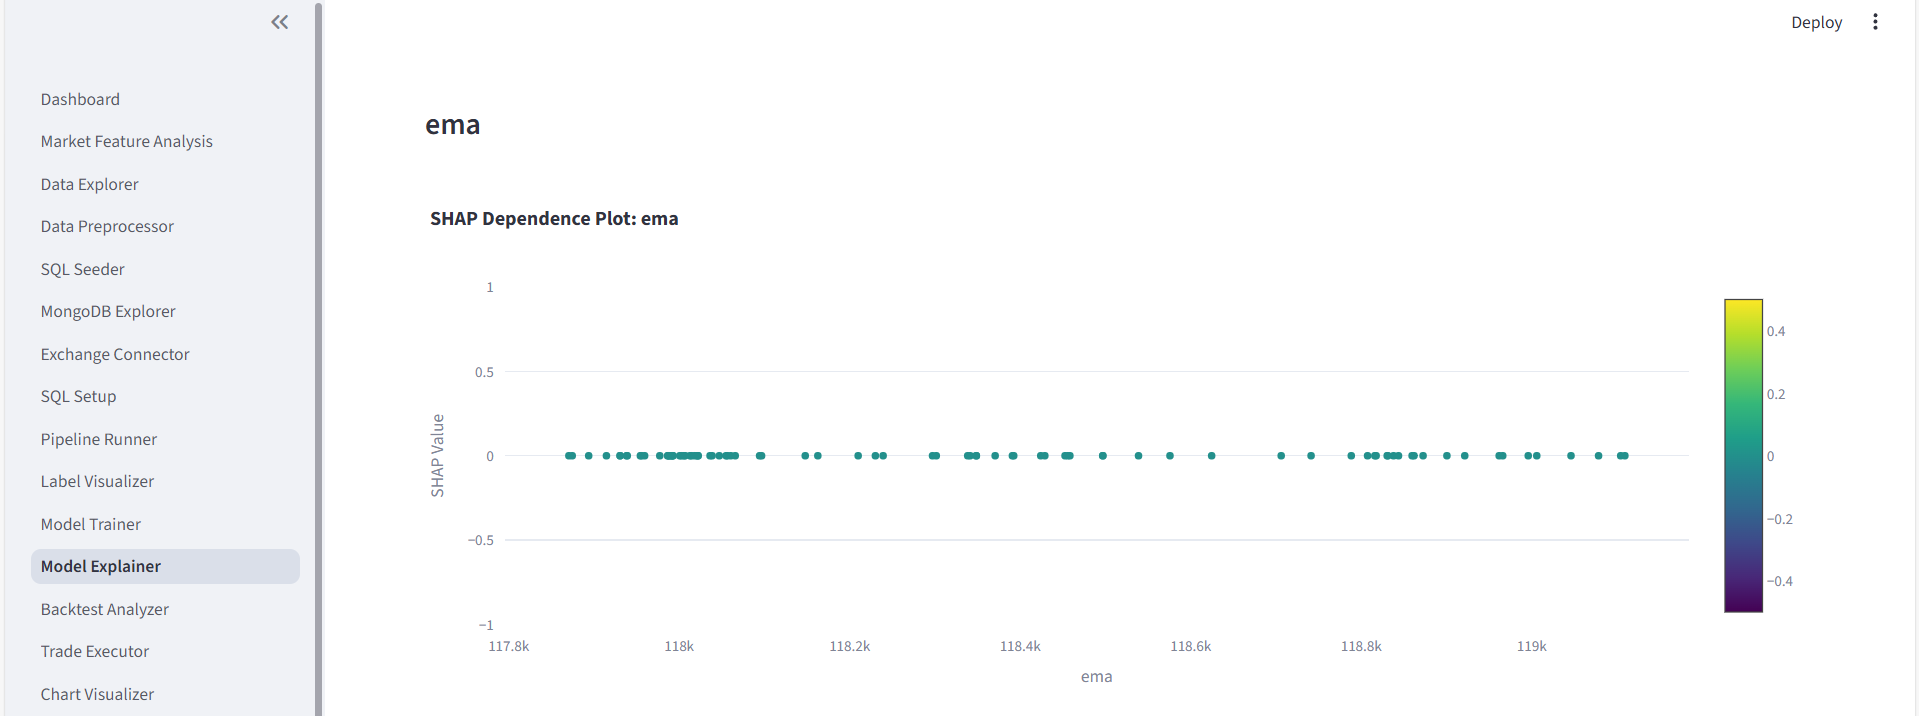 Deploy
Dashboard
Market Feature Analysis
Data Explorer
Data Preprocessor
SQL Seeder
MongoDB Explorer
Exchange Connector
SQL Setup
Pipeline Runner
Label Visualizer
Model Trainer
Model Explainer
Backtest Analyzer
Trade Executor
Chart Visualizer
ema
SHAP Dependence Plot: ema
SHAP Value
1
0.5
0
−0.5
−1
117.8k 118k 118.2k 118.4k 118.6k 118.8k 119k
ema
0.4
0.2
0
−0.2
−0.4